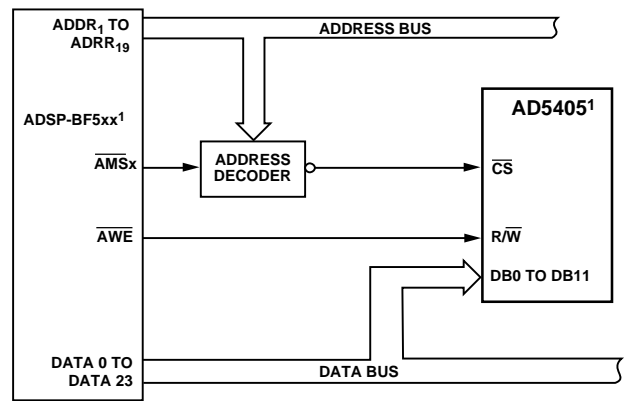 ADDR1 TO
ADRR19
ADDRESS BUS
ADSP-BF5xx1
AD54051
AMSx
ADDRESS
DECODER
CS
AWE
R/W
DB0 TO DB11
DATA 0 TO
DATA 23
DATA BUS